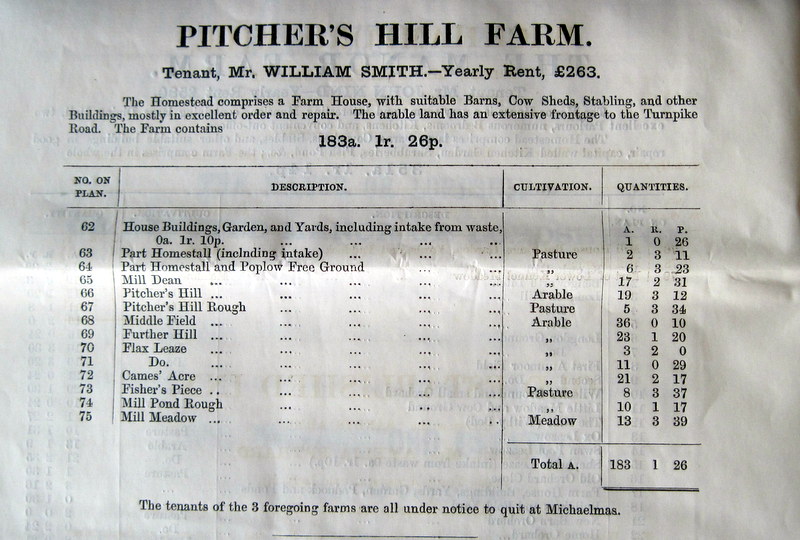 PITCHER'S HILL FARM.
Tenant, Mr. WILLIAM SMITH.—Yearly Rent, £263.
The Homestead comprises a Farm House, with suitable Barns, Cow Sheds, Stabling, and other
Buildings, mostly in excellent order and repair. The arable land has an extensive frontage to the Turnpike
Road. The Farm contains
183a. 1r. 26p.
NO. ON PLAN. DESCRIPTION. CULTIVATION. QUANTITIES.
A. R. P.
62 House Buildings, Garden, and Yards, including intake from waste,
0a. 1r. 10p. ... ... ... ... 1 0 26
63 Part Homestall (inclnding intake) ... ... ... Pasture 2 3 11
64 Part Homestall and Poplow Free Ground ... ... „ 6 3 23
65 Mill Dean ... ... ... ... ... „ 17 2 31
66 Pitcher's Hill ... ... ... ... ... Arable 19 3 12
67 Pitcher's Hill Rough ... ... ... ... Pasture 5 3 34
68 Middle Field ... ... ... ... ... Arable 36 0 10
69 Further Hill ... ... ... ... ... „ 23 1 20
70 Flax Leaze ... ... ... ... „ 3 2 0
71 Do. ... ... ... ... „ 11 0 29
72 Cames' Acre ... ... ... ... ... „ 21 2 17
73 Fisher's Piece .. ... ... ... ... Pasture 8 3 37
74 Mill Pond Rough ... ... ... ... „ 10 1 17
75 Mill Meadow ... ... ... ... ... Meadow 13 3 39
Total A. 183 1 26
The tenants of the 3 foregoing farms are all under notice to quit at Michaelmas.